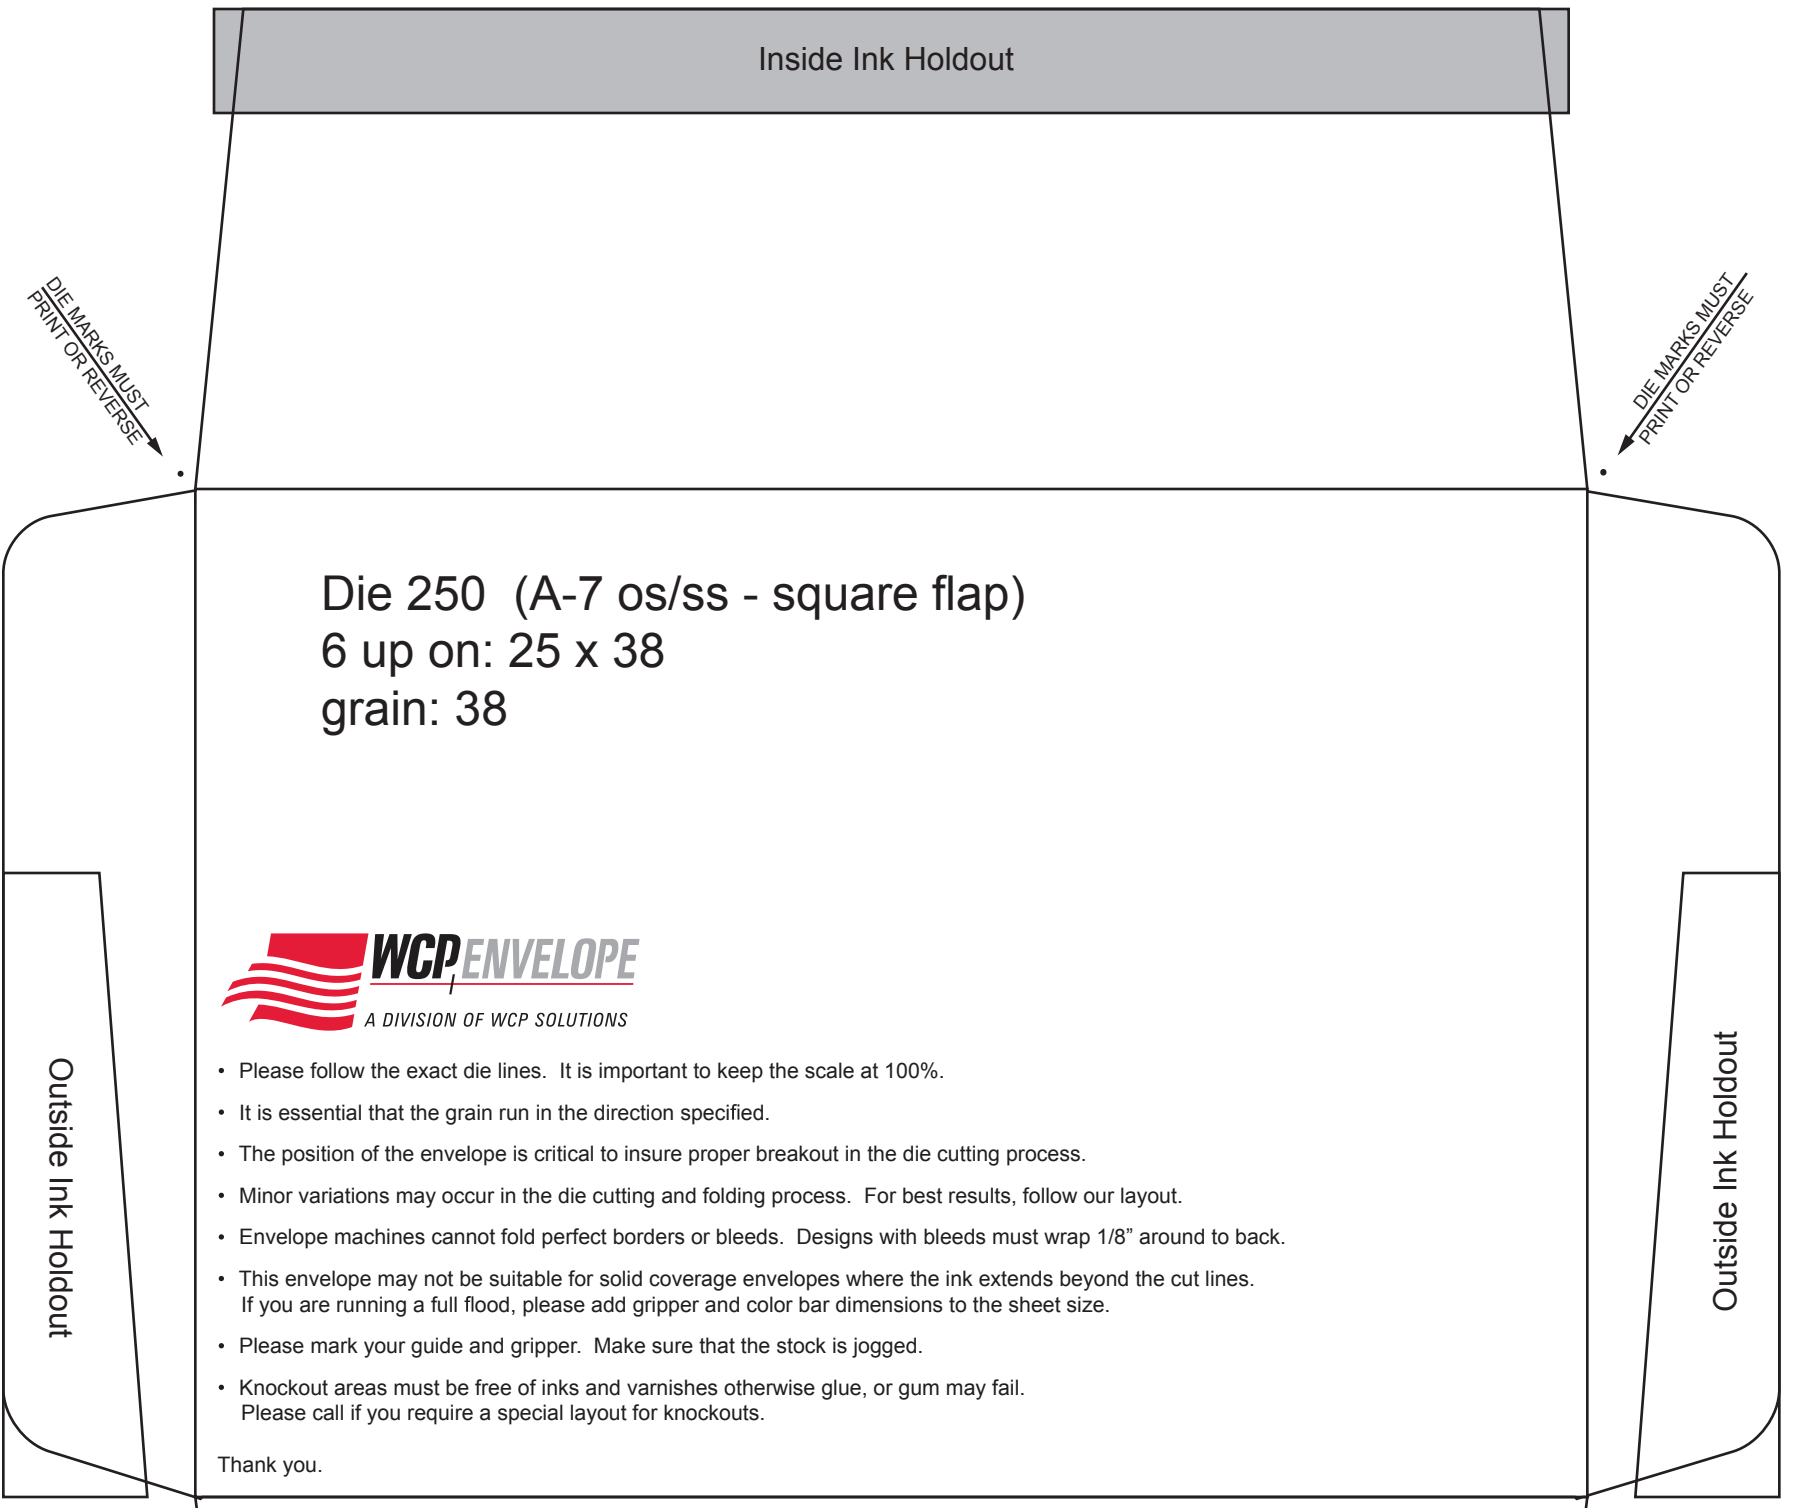 Inside Ink Holdout
DIE MARKS MUST
PRINT OR REVERSE
DIE MARKS MUST
PRINT OR REVERSE
Die 250  (A-7 os/ss - square flap)
6 up on: 25 x 38
grain: 38
WCP ENVELOPE
A DIVISION OF WCP SOLUTIONS
• Please follow the exact die lines.  It is important to keep the scale at 100%.
• It is essential that the grain run in the direction specified.
• The position of the envelope is critical to insure proper breakout in the die cutting process.
• Minor variations may occur in the die cutting and folding process.  For best results, follow our layout.
• Envelope machines cannot fold perfect borders or bleeds.  Designs with bleeds must wrap 1/8” around to back.
• This envelope may not be suitable for solid coverage envelopes where the ink extends beyond the cut lines.
If you are running a full flood, please add gripper and color bar dimensions to the sheet size.
• Please mark your guide and gripper.  Make sure that the stock is jogged.
• Knockout areas must be free of inks and varnishes otherwise glue, or gum may fail.
Please call if you require a special layout for knockouts.
Thank you.
Outside Ink Holdout
Outside Ink Holdout